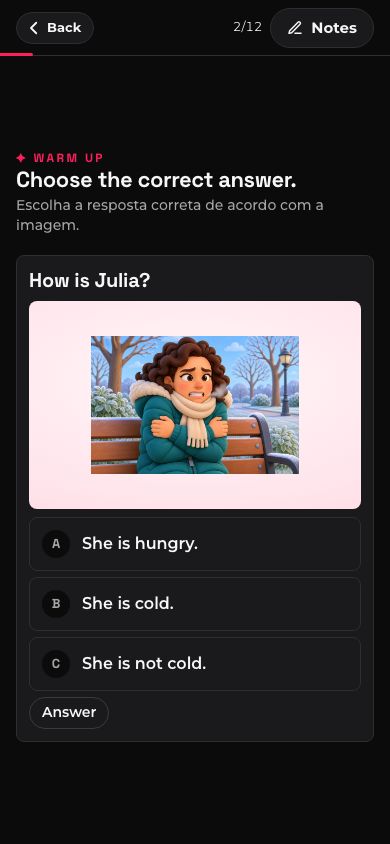 Back
2/12
Notes
WARM UP
Choose the correct answer.
Escolha a resposta correta de acordo com a
imagem.
How is Julia?
A She is hungry.
B She is cold.
C She is not cold.
Answer